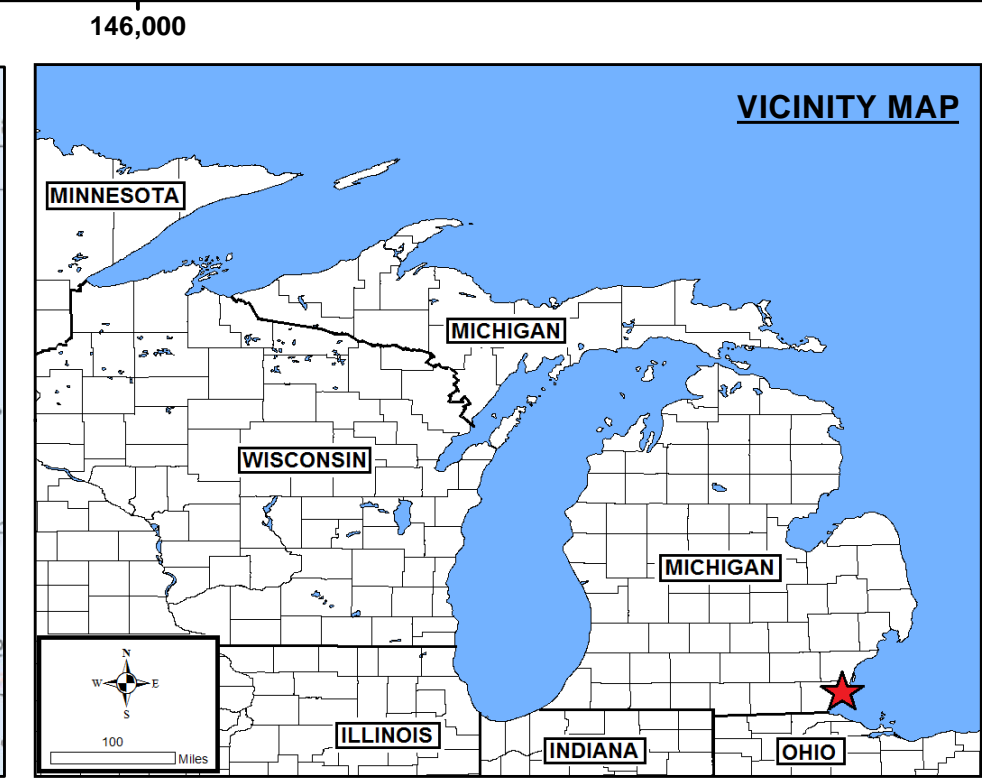 146,000
VICINITY MAP
MINNESOTA
MICHIGAN
WISCONSIN
MICHIGAN
N
W E
S
100
Miles
ILLINOIS
INDIANA
OHIO